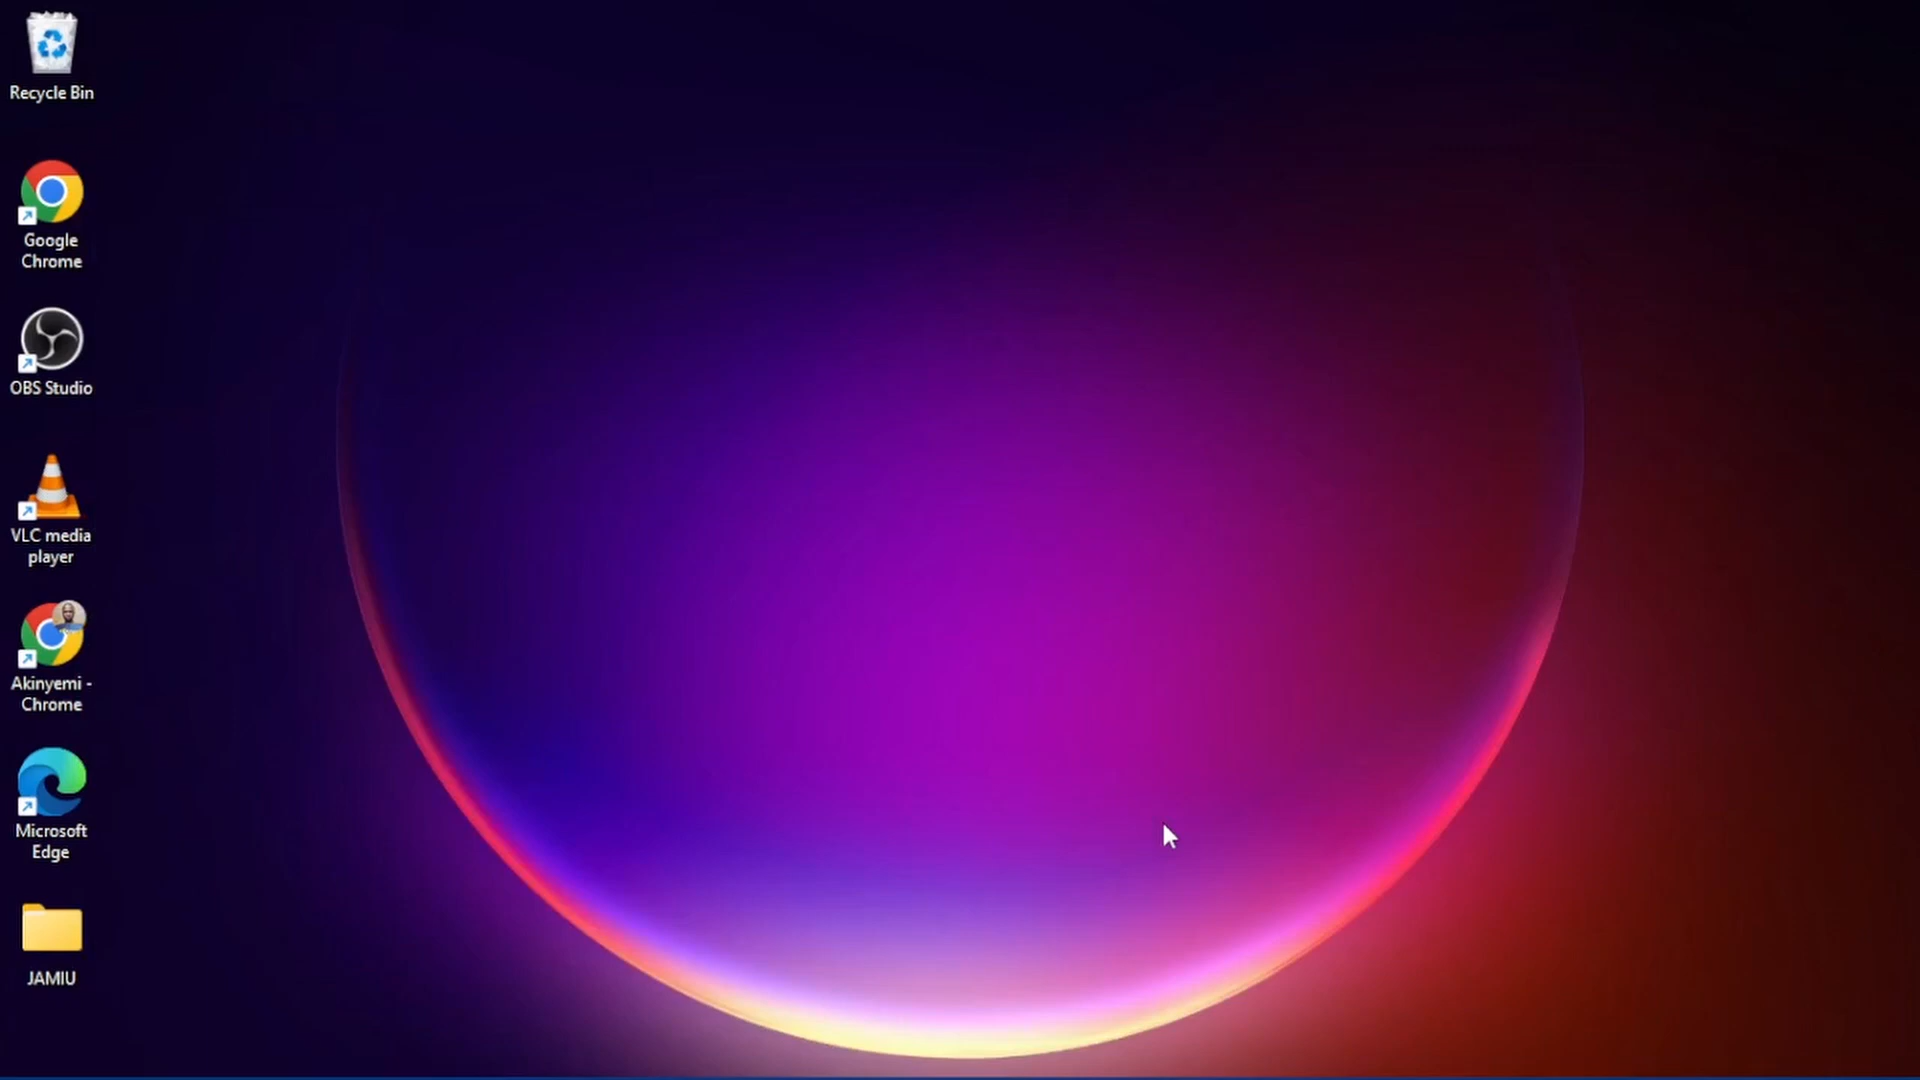 Recycle Bin
Google
Chrome
OBS Studio
VLC media
player
Akinyemi -
Chrome
Microsoft
Edge
JAMIU